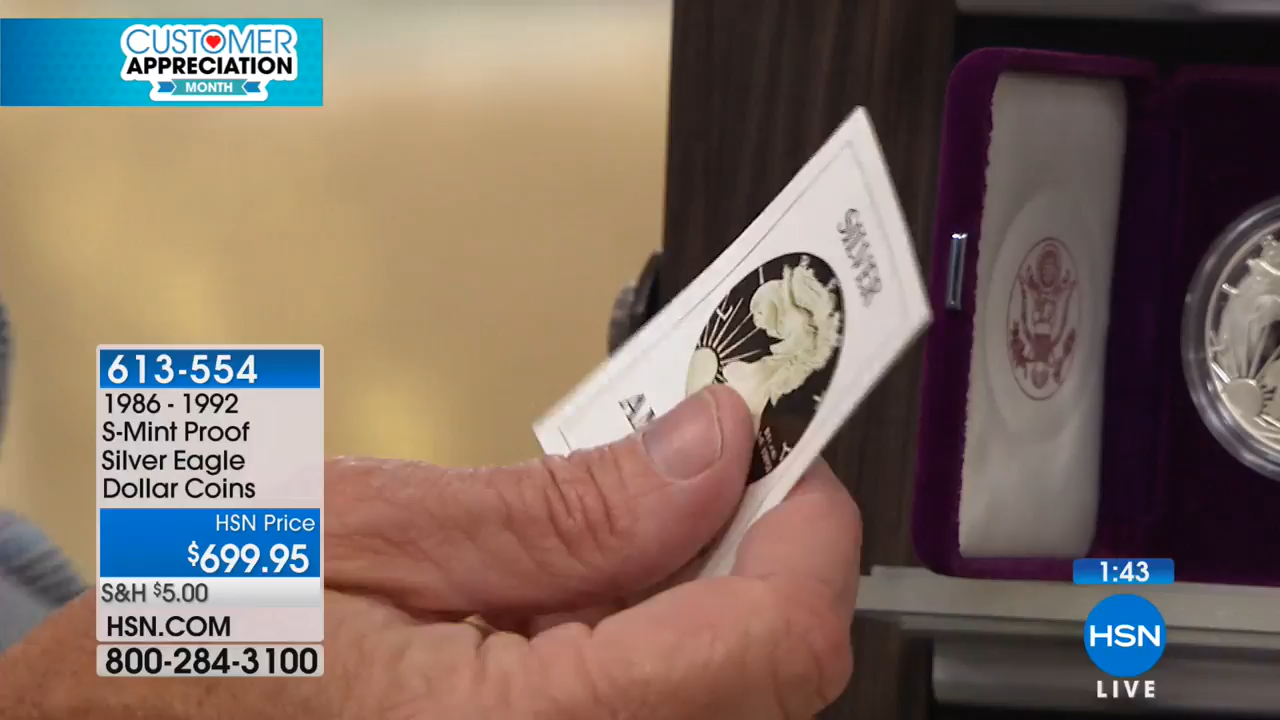 CUSTOMER
APPRECIATION
MONTH
SILVER
613-554
1986 - 1992
S-Mint Proof
Silver Eagle
Dollar Coins
HSN Price
$699.95
S&H $5.00
HSN.COM
800-284-3100
1:43
HSN
LIVE